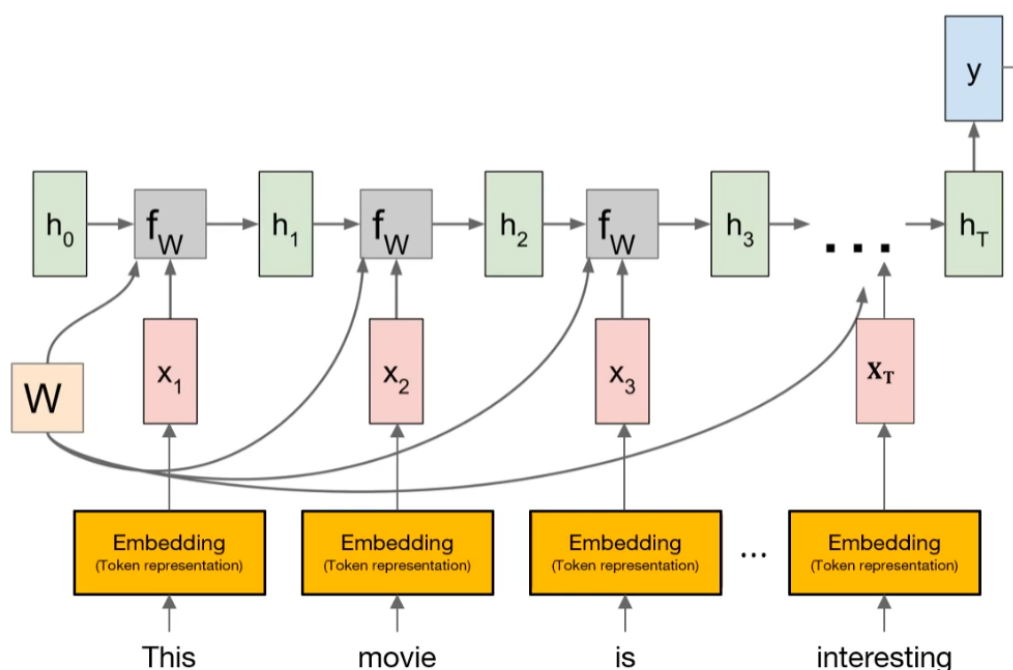 y
h0
fW
h1
fW
h2
fW
h3
...
hT
W
x1
x2
x3
XT
Embedding
(Token representation)
Embedding
(Token representation)
Embedding
(Token representation)
...
Embedding
(Token representation)
This
movie
is
interesting